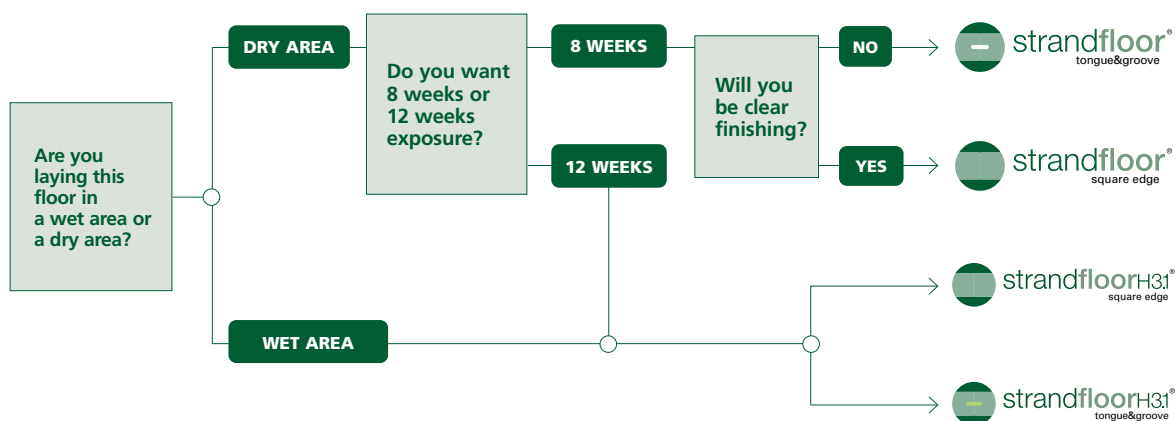 Are you
laying this
floor in
a wet area or
a dry area?
DRY AREA
Do you want
8 weeks or
12 weeks
exposure?
8 WEEKS
12 WEEKS
Will you
be clear
finishing?
NO
YES
strandfloor®
tongue&groove
strandfloor®
square edge
WET AREA
strandfloorH3.1®
square edge
strandfloorH3.1®
tongue&groove